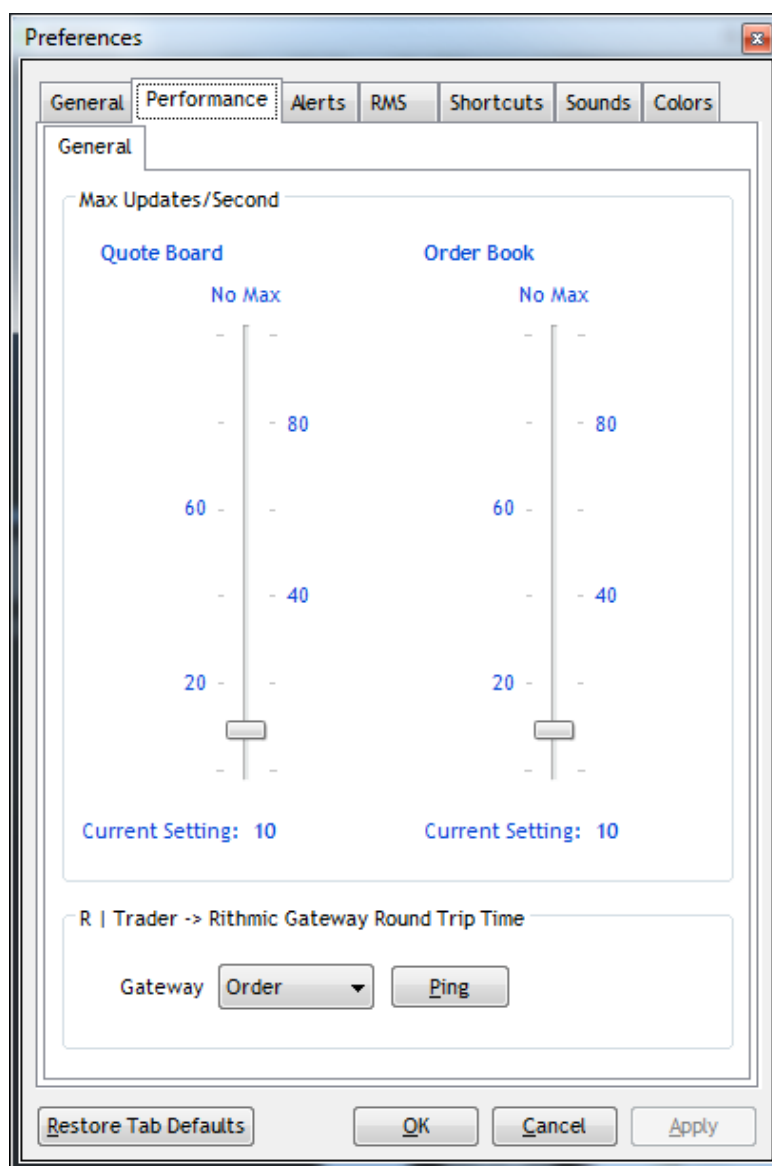 Preferences
General Performance Alerts RMS Shortcuts Sounds Colors
General
Max Updates/Second
Quote Board Order Book
No Max No Max
80 80
60 60
40 40
20 20
Current Setting: 10 Current Setting: 10
R | Trader -> Rithmic Gateway Round Trip Time
Gateway Order Ping
Restore Tab Defaults OK Cancel Apply